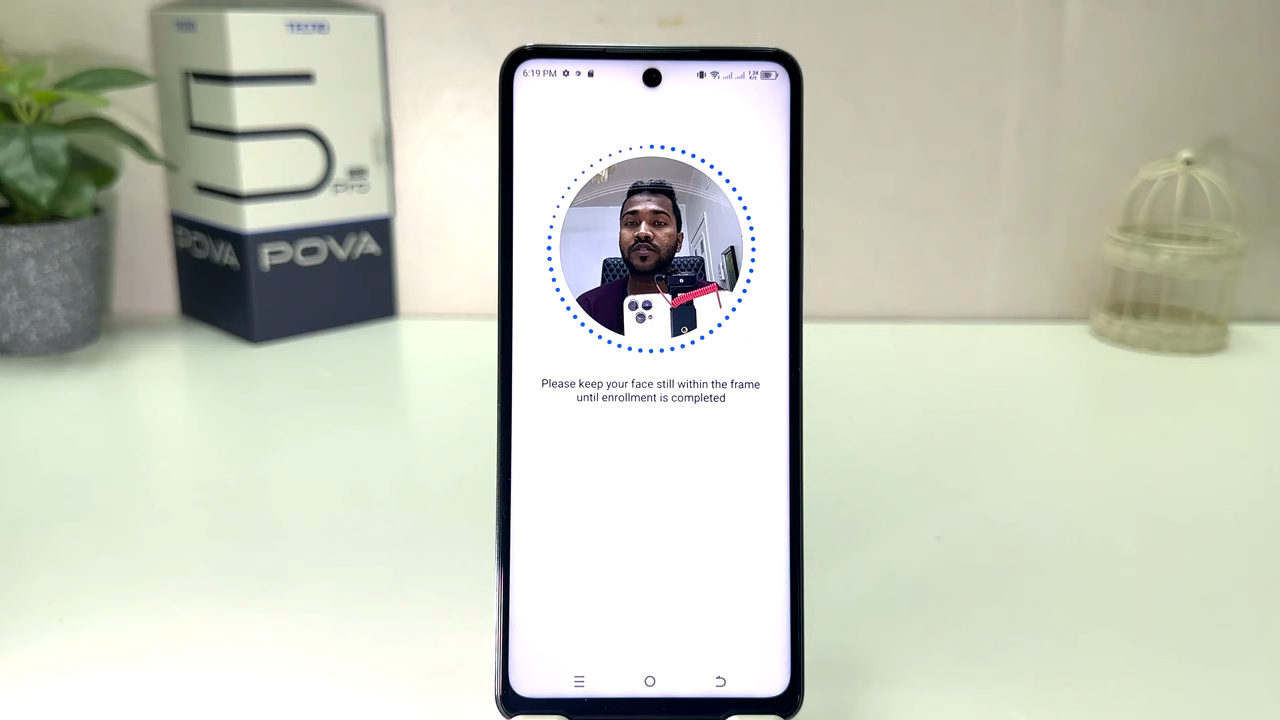 TECNO
5
pro
POVA
POVA
6:19 PM
Please keep your face still within the frame
until enrollment is completed